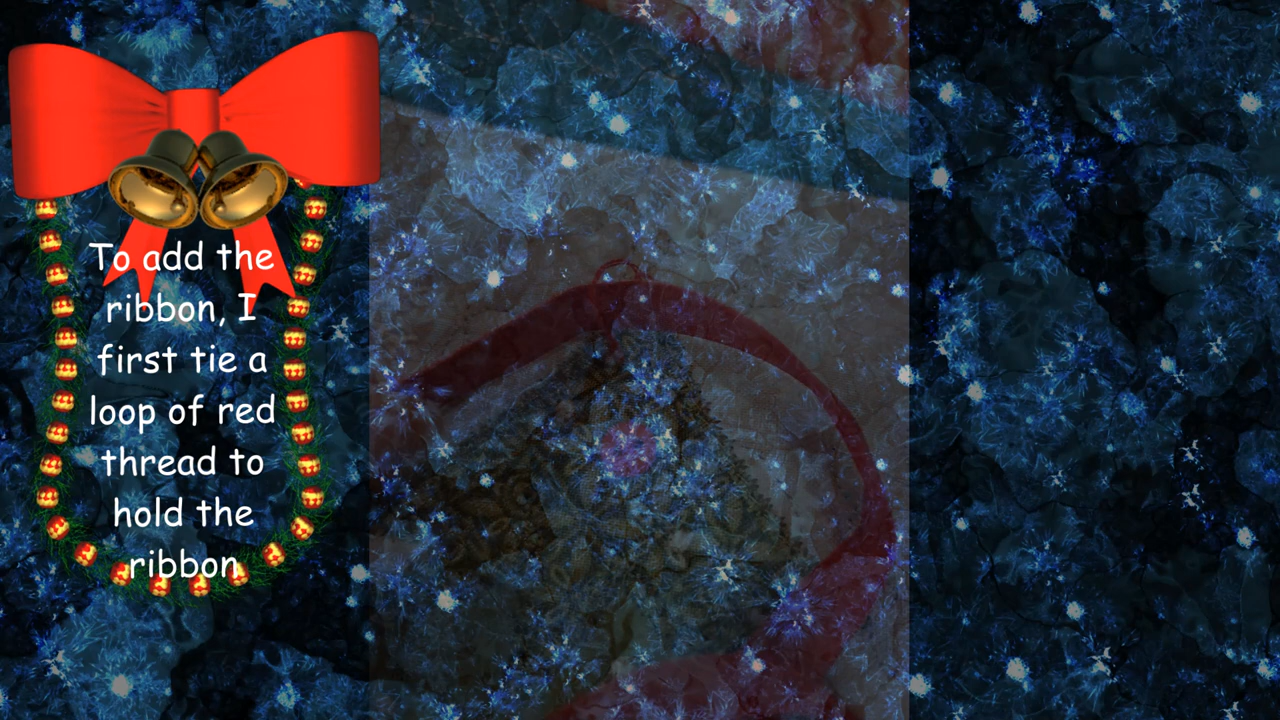 To add the
ribbon, I
first tie a
loop of red
thread to
hold the
ribbon